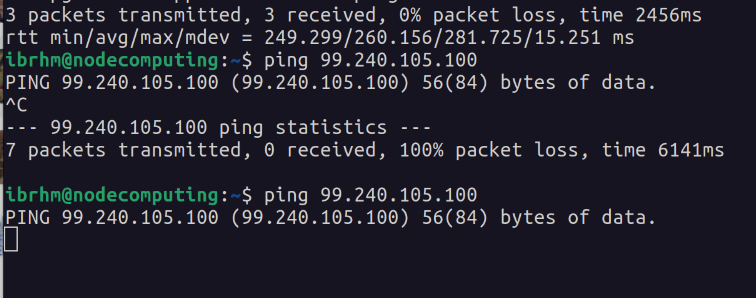 3 packets transmitted, 3 received, 0% packet loss, time 2456ms
rtt min/avg/max/mdev = 249.299/260.156/281.725/15.251 ms
ibrhm@nodecomputing:~$ ping 99.240.105.100
PING 99.240.105.100 (99.240.105.100) 56(84) bytes of data.
^C
--- 99.240.105.100 ping statistics ---
7 packets transmitted, 0 received, 100% packet loss, time 6141ms
ibrhm@nodecomputing:~$ ping 99.240.105.100
PING 99.240.105.100 (99.240.105.100) 56(84) bytes of data.